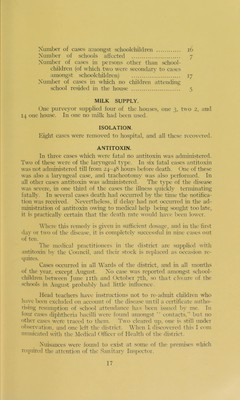 Number of cases amongst schoolchildren ............ 16
Number of schools affected ........................ 7
Number of cases in persons other than school-
children (of which two were secondary to cases
amongst schoolchildren) ........................ 17
Number of cases in which no children attending
school resided in the house ..................... 5
MILK SUPPLY.
One purveyor supplied four of the houses, one 3, two 2, and
14 one house. In one no milk had been used.
ISOLATION.
Eight cases were removed to hospital, and all these recovered.
ANTITOXIN.
In three cases which were fatal no antitoxin was administered.
Two of these were of the laryngeal type. In six fatal cases antitoxin
was not administered till from 24-48 hours before death. One of these
was also a laryngeal case, and tracheotomy was also performed. In
all other cases antitoxin was administered. The type of the disease
was severe, in one third of the cases the illness quickly terminating
fatally. In several cases death had occurred by the time the notifica-
tion was received. Nevertheless, if delay had not occurred in the ad-
ministration of antitoxin owing to medical help being sought too late,
it is practically certain that the death rate would have been lower.
Where this remedy is given in sufficient dosage, and in the first
day or two of the disease, it is completely successful in nine cases out
of ten.
The medical practitioners in the district are supplied with
antitoxin by the Council, and their stock is replaced as occasion re-
quires.
Cases occurred in all Wards of the district, and in all months
of the year, except August. No case was reported amongst school-
children between June 12th and October 7th, so that closure of the
schools in August probably had little influence.
Head teachers have instructions not to re-admit children who
have been excluded on account of the disease until a certificate autho-
rising resumption of school attendance has been issued by me. In
four cases diphtheria bacilli were found amongst "contacts," but no
other cases were traced to them. Two cleared up, one is still under
observation, and one left the district. When I discovered this I com
municated with the Medical Officer of Health of the district.
Nuisances were found to exist at some of the premises which
required the attention of the Sanitary Inspector.
17